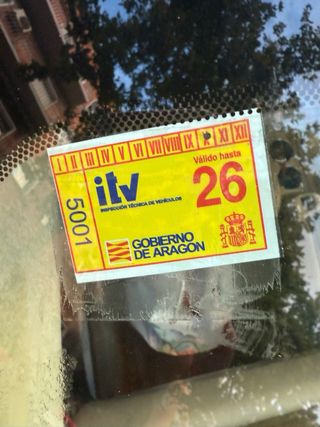 I II III IV V VI VII VIII IX X XI XII
Válido hasta
itv 26
INSPECCIÓN TÉCNICA DE VEHÍCULOS
5001
GOBIERNO
DE ARAGON